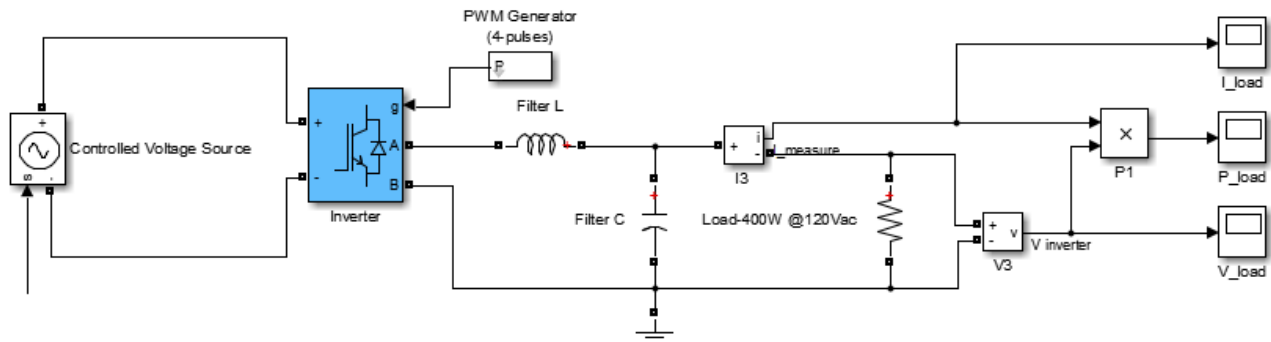 PWM Generator
(4-pulses)
P
I_load
g
Filter L
+
+
A
i
+
-
I_measure
×
s
-
Controlled Voltage Source
-
B
I3
P1
P_load
Inverter
Filter C
Load-400W @120Vac
+
-
v
V inverter
V3
V_load